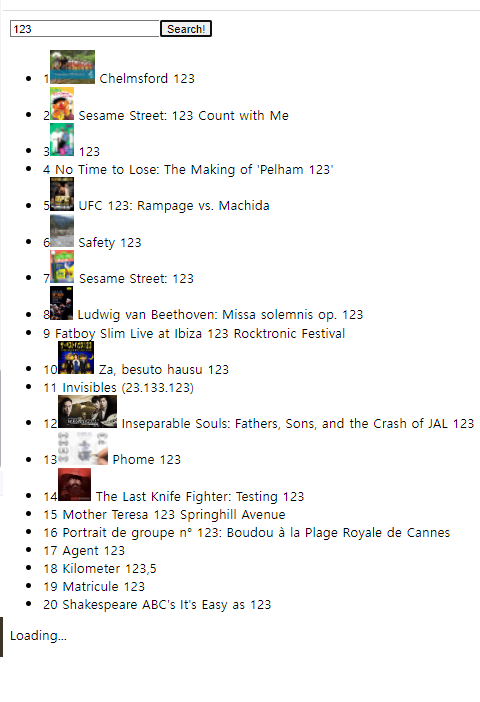 123 Search!
1 Chelmsford 123
2 Sesame Street: 123 Count with Me
3 123
4 No Time to Lose: The Making of 'Pelham 123'
5 UFC 123: Rampage vs. Machida
6 Safety 123
7 Sesame Street: 123
8 Ludwig van Beethoven: Missa solemnis op. 123
9 Fatboy Slim Live at Ibiza 123 Rocktronic Festival
10 Za, besuto hausu 123
11 Invisibles (23.133.123)
12 Inseparable Souls: Fathers, Sons, and the Crash of JAL 123
13 Phome 123
14 The Last Knife Fighter: Testing 123
15 Mother Teresa 123 Springhill Avenue
16 Portrait de groupe n° 123: Boudou à la Plage Royale de Cannes
17 Agent 123
18 Kilometer 123,5
19 Matricule 123
20 Shakespeare ABC's It's Easy as 123
Loading...